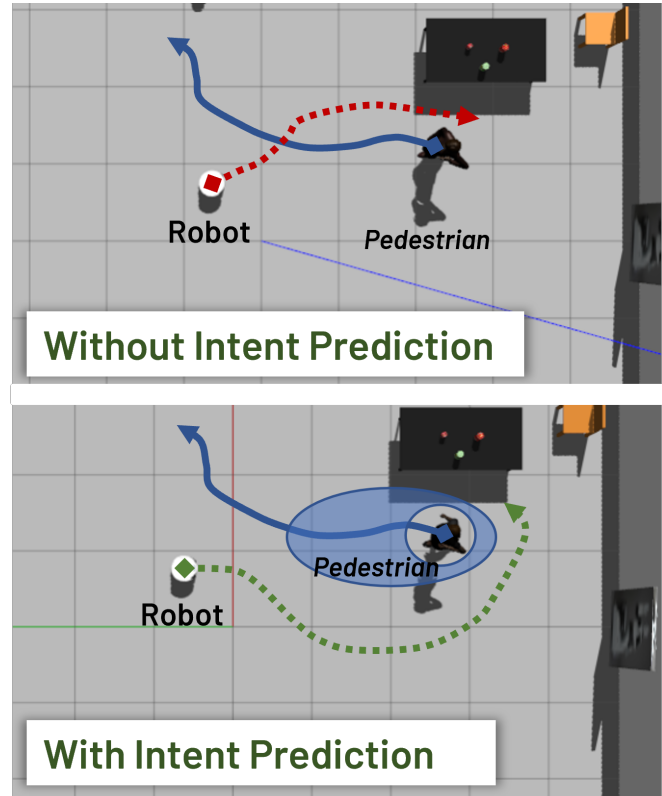 Robot
Pedestrian
Without Intent Prediction
Pedestrian
Robot
With Intent Prediction